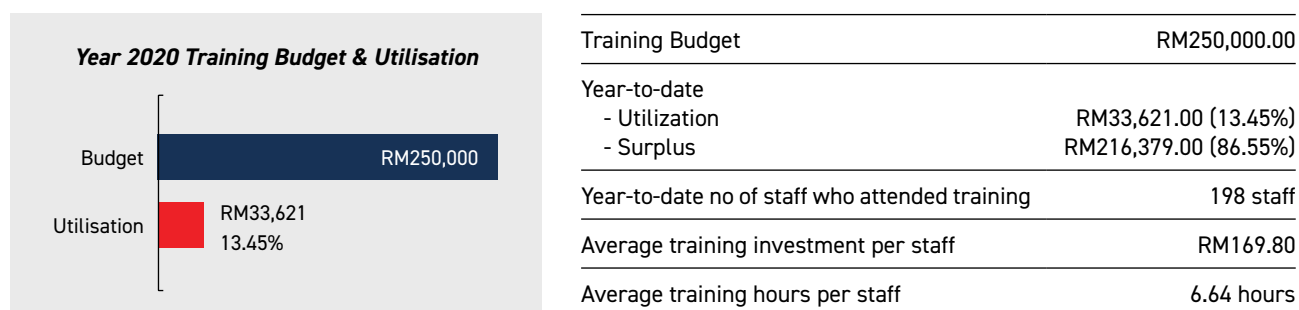 Year 2020 Training Budget & Utilisation
Budget
RM250,000
Utilisation
RM33,621
13.45%
Training Budget RM250,000.00
Year-to-date
- Utilization RM33,621.00 (13.45%)
- Surplus RM216,379.00 (86.55%)
Year-to-date no of staff who attended training 198 staff
Average training investment per staff RM169.80
Average training hours per staff 6.64 hours